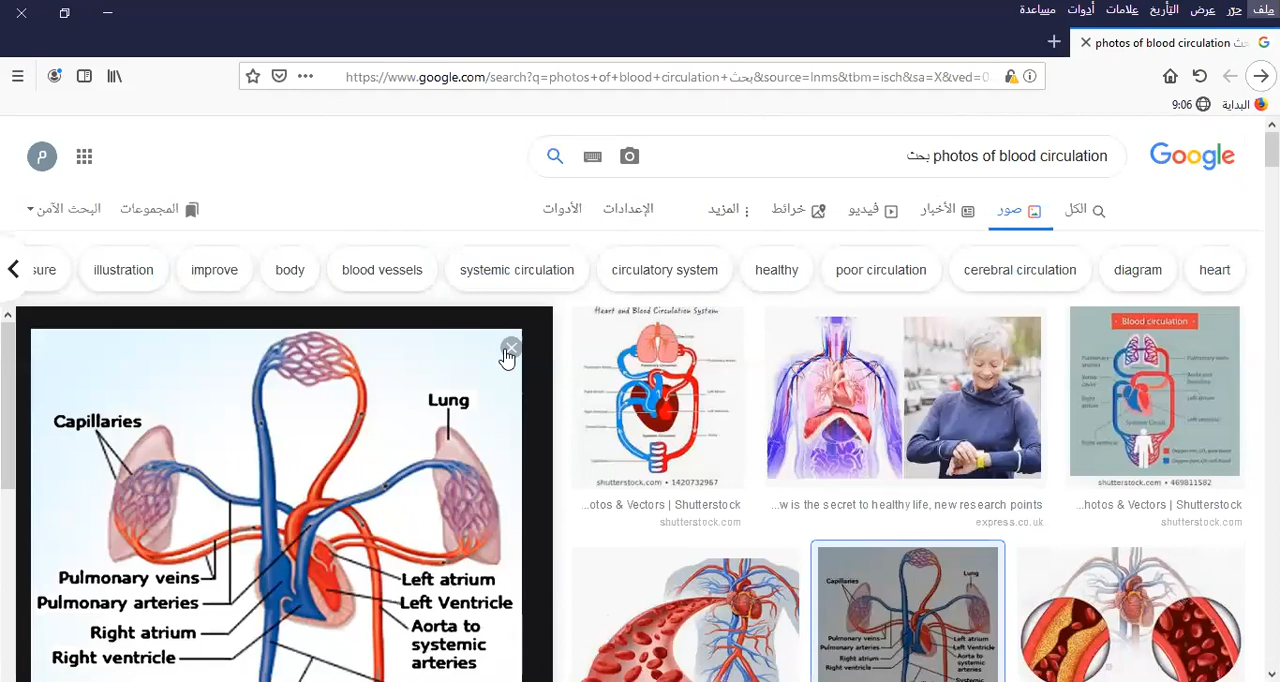 ملف حرّر عرض التأريخ علامات أدوات مساعدة
photos of blood circulation بحث
https://www.google.com/search?q=photos+of+blood+circulation+بحث&source=lnms&tbm=isch&sa=X&ved=0
البداية 9:06
Google
photos of blood circulation بحث
م
الكل صور الأخبار فيديو خرائط المزيد الإعدادات الأدوات المجموعات البحث الآمن
sure illustration improve body blood vessels systemic circulation circulatory system healthy poor circulation cerebral circulation diagram heart
Capillaries
Lung
Pulmonary veins
Pulmonary arteries
Right atrium
Right ventricle
Left atrium
Left Ventricle
Aorta to
systemic
arteries
Heart and Blood Circulation System
shutterstock.com • 1420732967
...otos & Vectors | Shutterstock
shutterstock.com
...w is the secret to healthy life, new research points
express.co.uk
Blood circulation
shutterstock.com • 469811582
...hotos & Vectors | Shutterstock
shutterstock.com
Capillaries
Lung
Pulmonary veins
Pulmonary arteries
Right atrium
Right ventricle
Left atrium
Left Ventricle
Aorta to
systemic
arteries